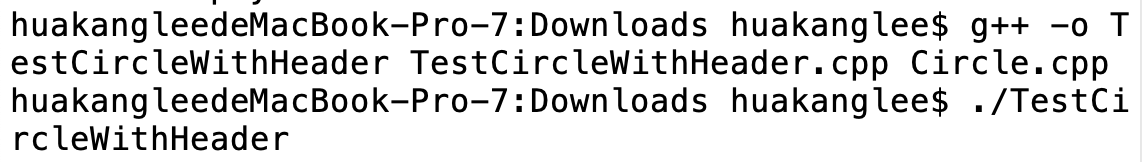 huakangleedeMacBook-Pro-7:Downloads huakanglee$ g++ -o T
estCircleWithHeader TestCircleWithHeader.cpp Circle.cpp
huakangleedeMacBook-Pro-7:Downloads huakanglee$ ./TestCi
rcleWithHeader